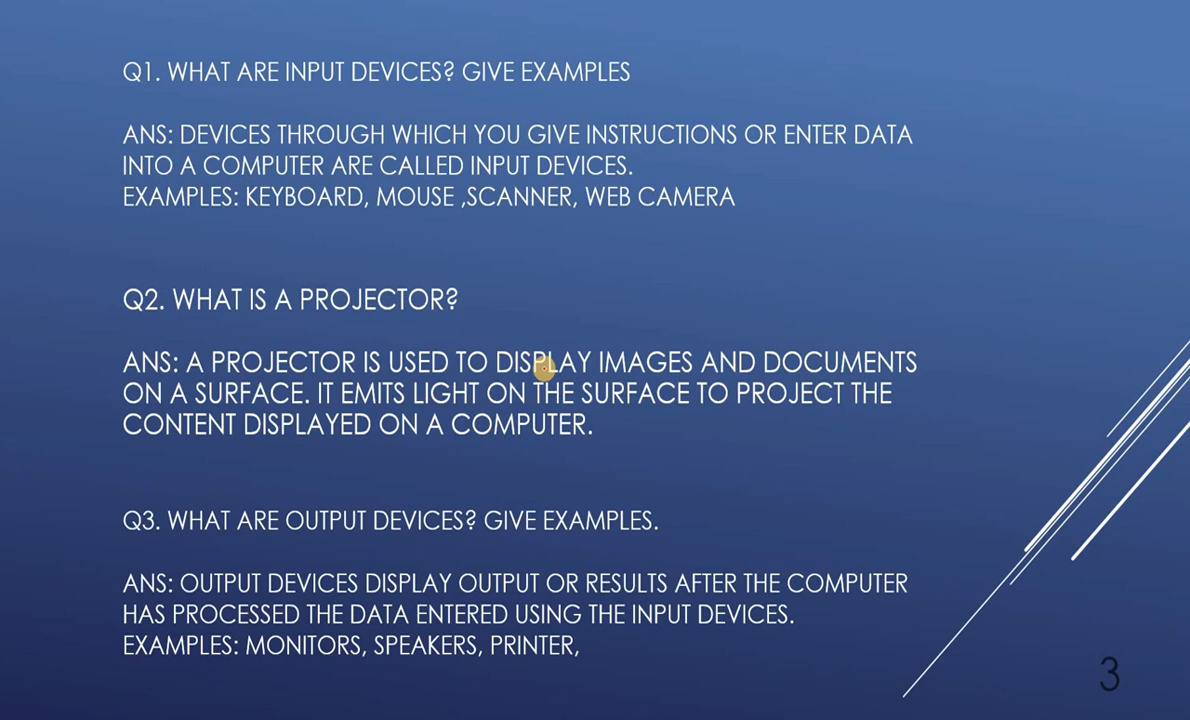 Q1. WHAT ARE INPUT DEVICES? GIVE EXAMPLES
ANS: DEVICES THROUGH WHICH YOU GIVE INSTRUCTIONS OR ENTER DATA
INTO A COMPUTER ARE CALLED INPUT DEVICES.
EXAMPLES: KEYBOARD, MOUSE ,SCANNER, WEB CAMERA
Q2. WHAT IS A PROJECTOR?
ANS: A PROJECTOR IS USED TO DISPLAY IMAGES AND DOCUMENTS
ON A SURFACE. IT EMITS LIGHT ON THE SURFACE TO PROJECT THE
CONTENT DISPLAYED ON A COMPUTER.
Q3. WHAT ARE OUTPUT DEVICES? GIVE EXAMPLES.
ANS: OUTPUT DEVICES DISPLAY OUTPUT OR RESULTS AFTER THE COMPUTER
HAS PROCESSED THE DATA ENTERED USING THE INPUT DEVICES.
EXAMPLES: MONITORS, SPEAKERS, PRINTER,
3